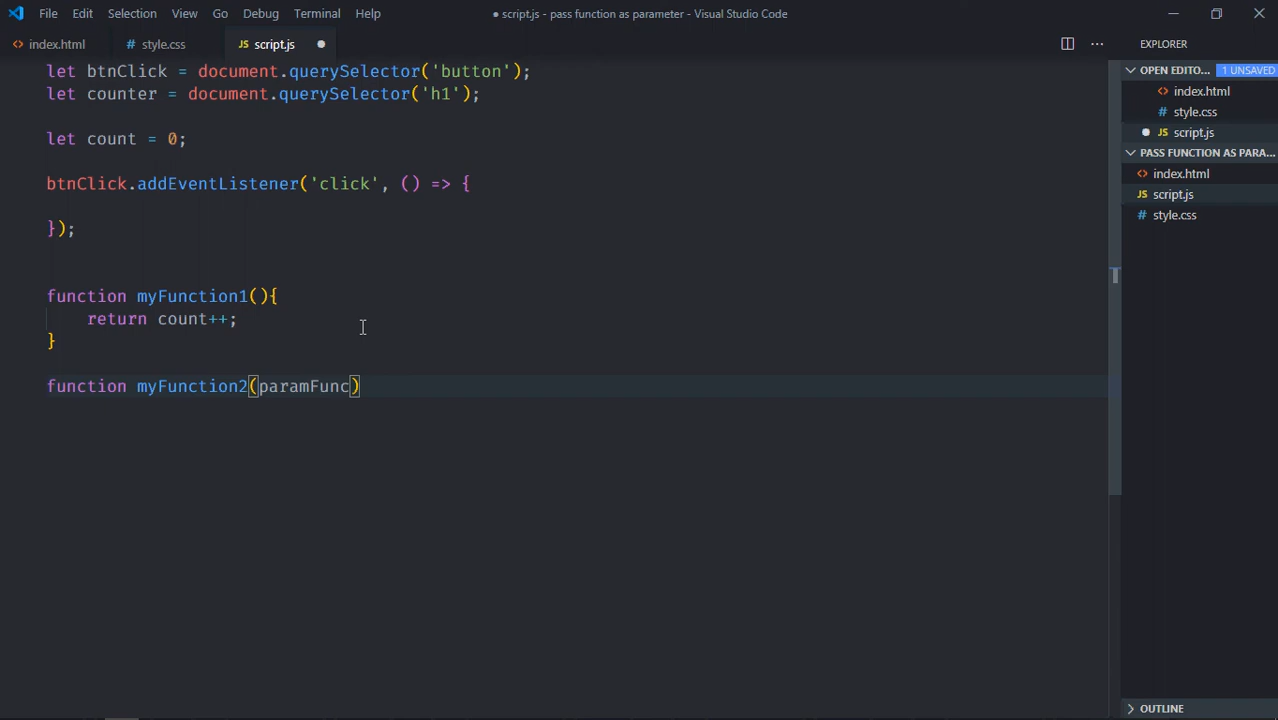 File Edit Selection View Go Debug Terminal Help
● script.js - pass function as parameter - Visual Studio Code
<> index.html # style.css JS script.js ●
EXPLORER
let btnClick = document.querySelector('button');
let counter = document.querySelector('h1');
let count = 0;
btnClick.addEventListener('click', () => {
});
function myFunction1(){
return count++;
}
function myFunction2(paramFunc)
OPEN EDITO... 1 UNSAVED
<> index.html
# style.css
● JS script.js
PASS FUNCTION AS PARA...
<> index.html
JS script.js
# style.css
OUTLINE